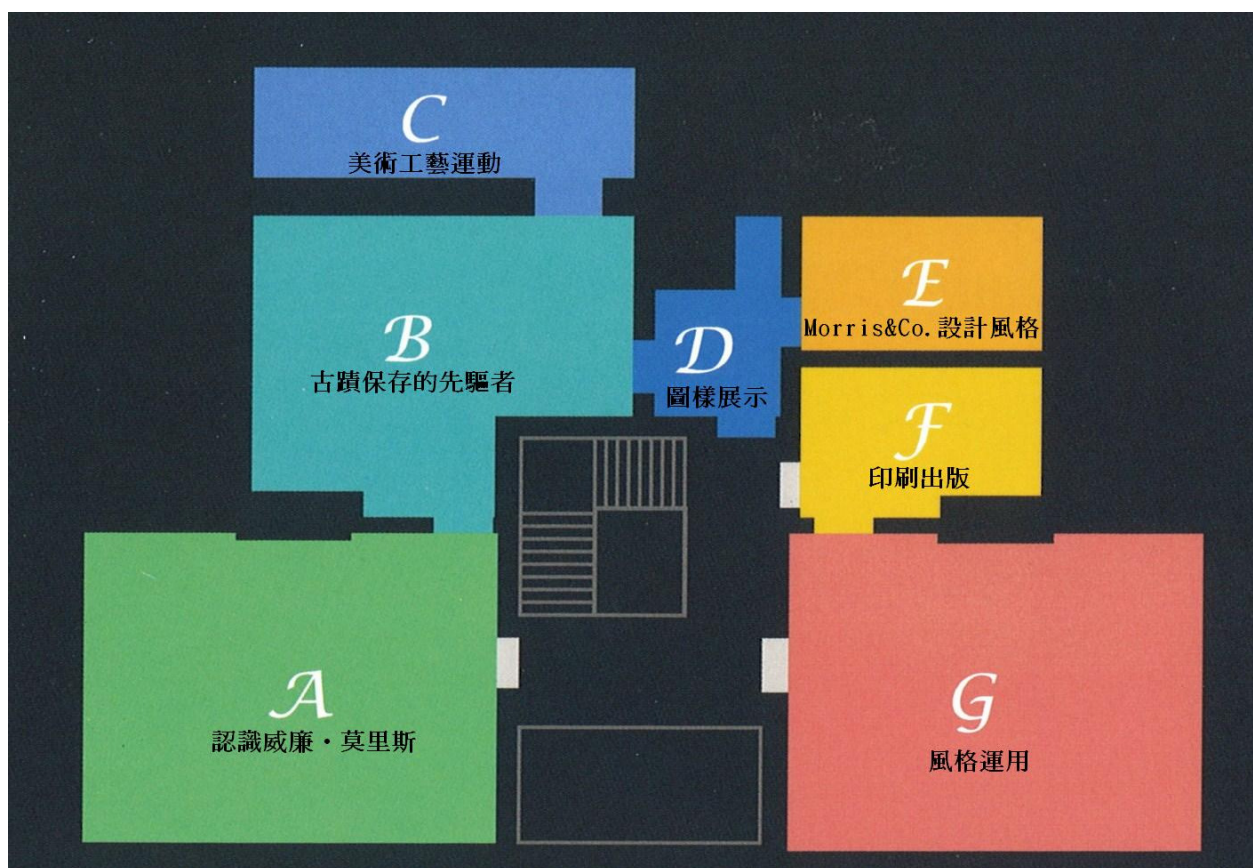 C
美術工藝運動
B
古蹟保存的先驅者
D
圖樣展示
E
Morris&Co.設計風格
F
印刷出版
A
認識威廉・莫里斯
G
風格運用